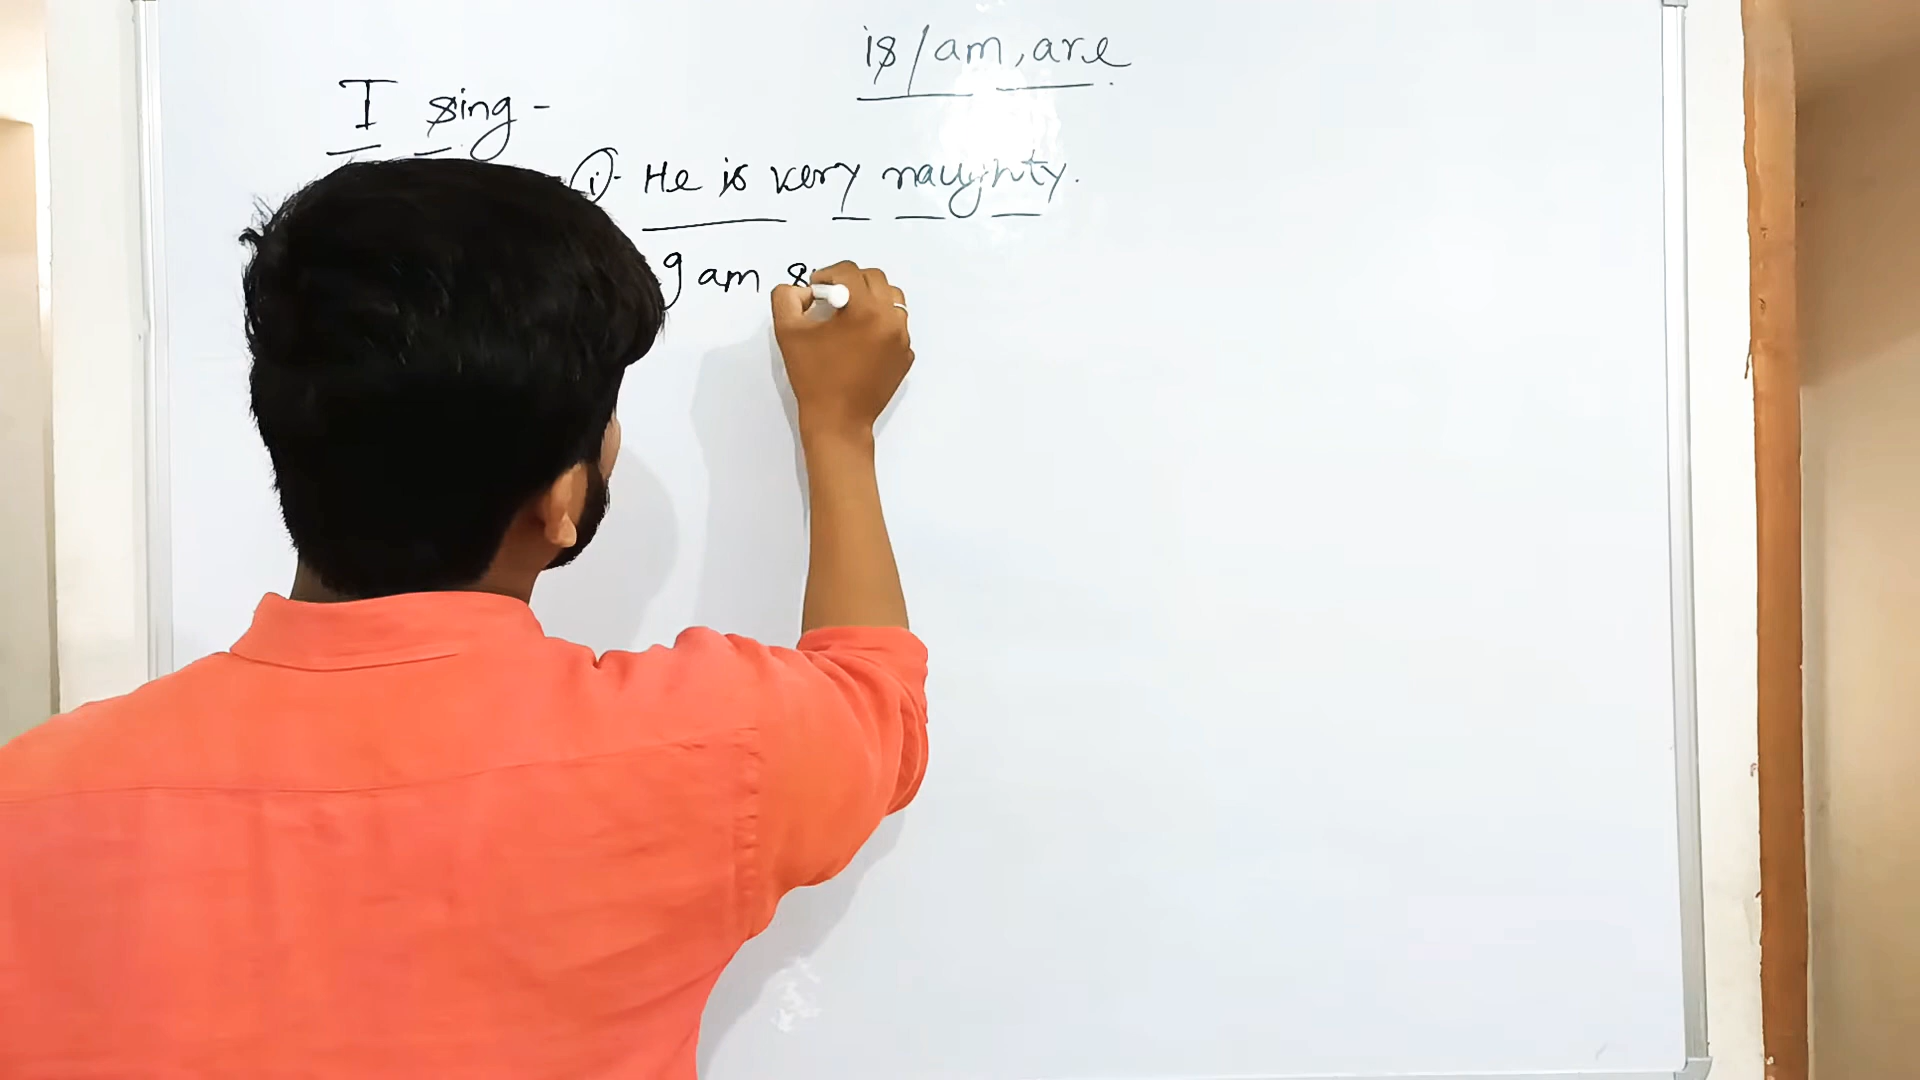 is/am, are
I sing -
(i)- He is very naughty.
I am